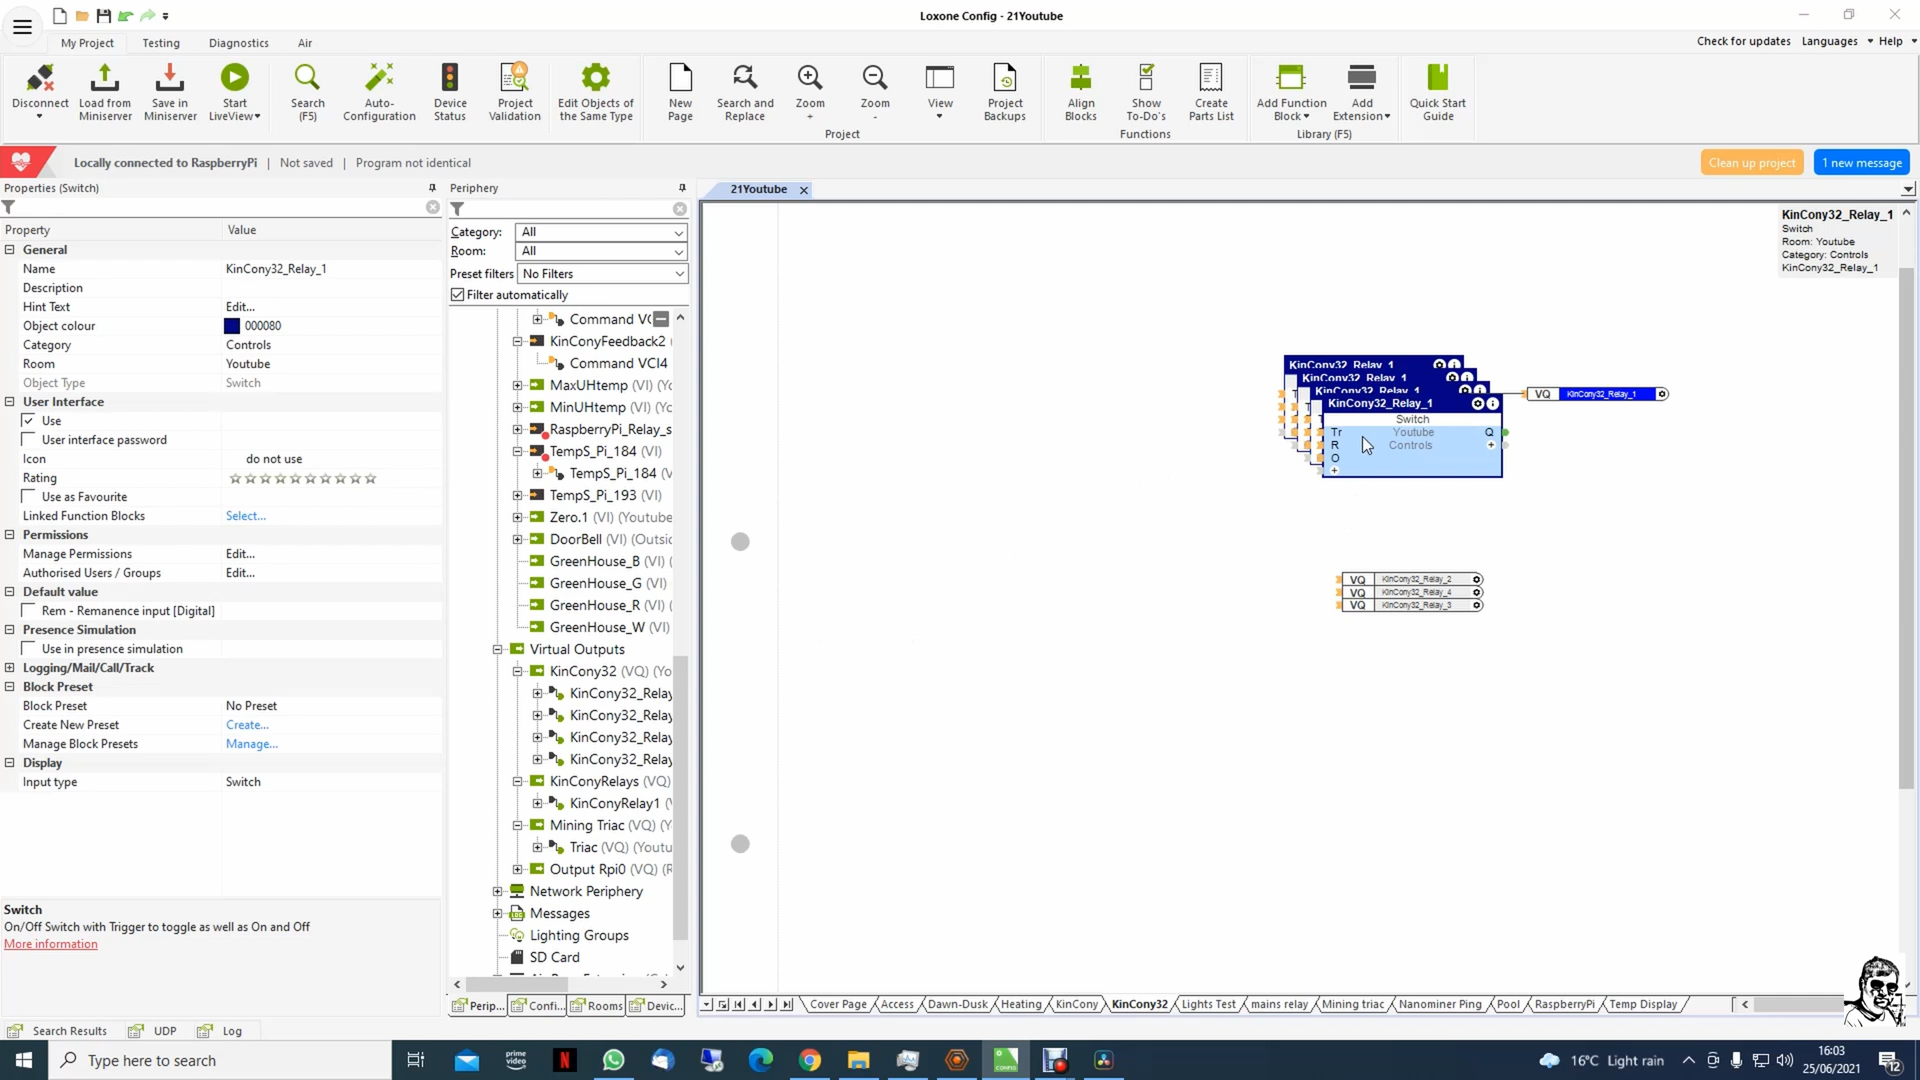 Loxone Config - 21Youtube
My Project
Testing
Diagnostics
Air
Check for updates
Languages
Help
Disconnect
Load from Miniserver
Save in Miniserver
Start LiveView
Search (F5)
Auto-Configuration
Device Status
Project Validation
Edit Objects of the Same Type
New Page
Search and Replace
Zoom +
Zoom -
View
Project Backups
Align Blocks
Show To-Do's
Create Parts List
Add Function Block
Add Extension
Quick Start Guide
Project
Functions
Library (F5)
Locally connected to RaspberryPi | Not saved | Program not identical
Clean up project
1 new message
Properties (Switch)
Property Value
General
Name KinCony32_Relay_1
Description
Hint Text Edit...
Object colour 000080
Category Controls
Room Youtube
Object Type Switch
User Interface
Use
User interface password
Icon do not use
Rating
Use as Favourite
Linked Function Blocks Select...
Permissions
Manage Permissions Edit...
Authorised Users / Groups Edit...
Default value
Rem - Remanence input [Digital]
Presence Simulation
Use in presence simulation
Logging/Mail/Call/Track
Block Preset
Block Preset No Preset
Create New Preset Create...
Manage Block Presets Manage...
Display
Input type Switch
Switch
On/Off Switch with Trigger to toggle as well as On and Off
More information
Periphery
Category: All
Room: All
Preset filters No Filters
Filter automatically
Command VC
KinConyFeedback2
Command VCI4
MaxUHtemp (VI) (Yo
MinUHtemp (VI) (Yo
RaspberryPi_Relay_s
TempS_Pi_184 (VI)
TempS_Pi_184 (V
TempS_Pi_193 (VI)
Zero.1 (VI) (Youtube
DoorBell (VI) (Outsid
GreenHouse_B (VI) (
GreenHouse_G (VI)
GreenHouse_R (VI) (
GreenHouse_W (VI)
Virtual Outputs
KinCony32 (VQ) (Yo
KinCony32_Relay
KinCony32_Relay
KinCony32_Relay
KinCony32_Relay
KinConyRelays (VQ)
KinConyRelay1 (V
Mining Triac (VQ) (Y
Triac (VQ) (Youtu
Output Rpi0 (VQ) (R
Network Periphery
Messages
Lighting Groups
SD Card
Perip...
Confi...
Rooms
Devic...
21Youtube
KinCony32_Relay_1
Switch
Room: Youtube
Category: Controls
KinCony32_Relay_1
KinCony32_Relay_1
KinCony32_Relay_1
KinCony32_Relay_1
KinCony32_Relay_1
Switch
Tr Youtube Q
R Controls
O
VQ KinCony32_Relay_1
VQ KinCony32_Relay_2
VQ KinCony32_Relay_4
VQ KinCony32_Relay_3
Cover Page
Access
Dawn-Dusk
Heating
KinCony
KinCony32
Lights Test
mains relay
Mining triac
Nanominer Ping
Pool
RaspberryPi
Temp Display
Search Results
UDP
Log
Type here to search
prime video
N
CONFIG
16°C Light rain
16:03
25/06/2021
12